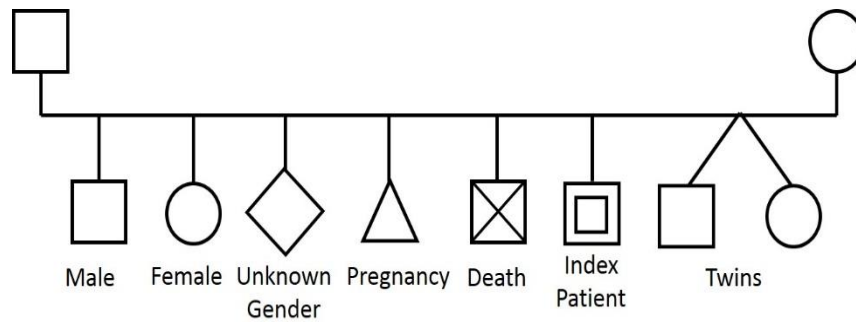 Male
Female
Unknown
Gender
Pregnancy
Death
Index
Patient
Twins